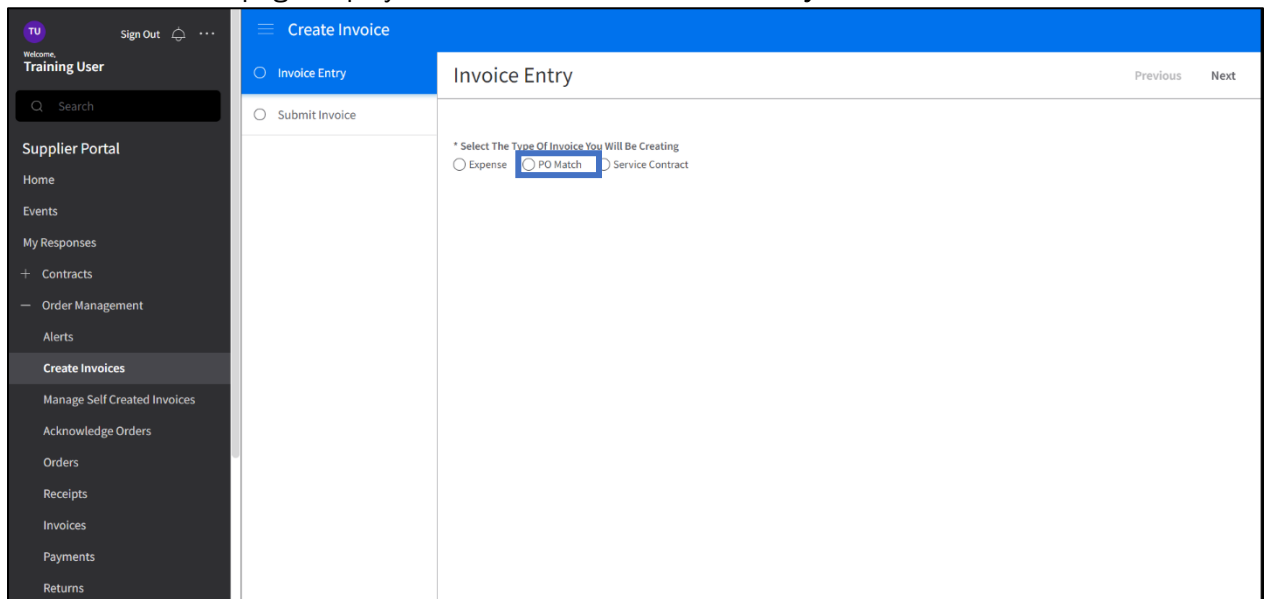 TU
Sign Out
Welcome,
Training User
Search
Supplier Portal
Home
Events
My Responses
+ Contracts
— Order Management
Alerts
Create Invoices
Manage Self Created Invoices
Acknowledge Orders
Orders
Receipts
Invoices
Payments
Returns
Create Invoice
Invoice Entry
Submit Invoice
Invoice Entry
Previous Next
* Select The Type Of Invoice You Will Be Creating
Expense PO Match Service Contract